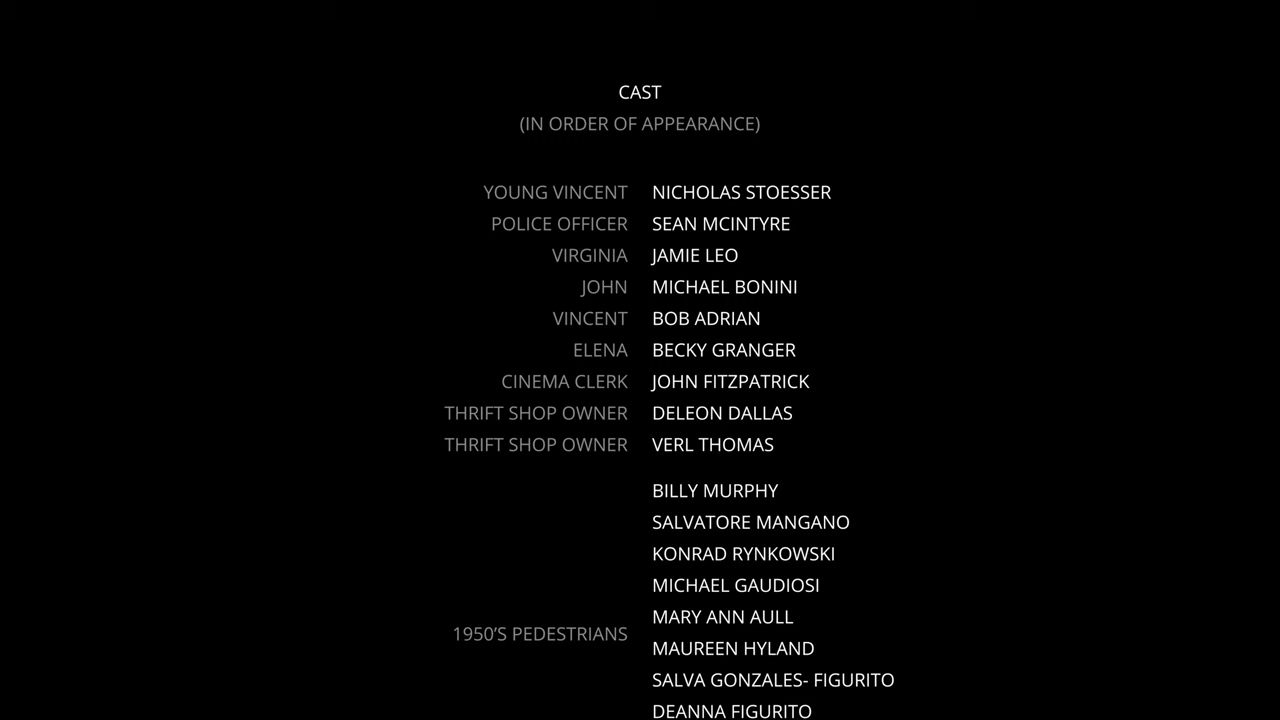 CAST
(IN ORDER OF APPEARANCE)
YOUNG VINCENT NICHOLAS STOESSER
POLICE OFFICER SEAN MCINTYRE
VIRGINIA JAMIE LEO
JOHN MICHAEL BONINI
VINCENT BOB ADRIAN
ELENA BECKY GRANGER
CINEMA CLERK JOHN FITZPATRICK
THRIFT SHOP OWNER DELEON DALLAS
THRIFT SHOP OWNER VERL THOMAS
BILLY MURPHY
SALVATORE MANGANO
KONRAD RYNKOWSKI
MICHAEL GAUDIOSI
MARY ANN AULL
1950’S PEDESTRIANS
MAUREEN HYLAND
SALVA GONZALES- FIGURITO
DEANNA FIGURITO